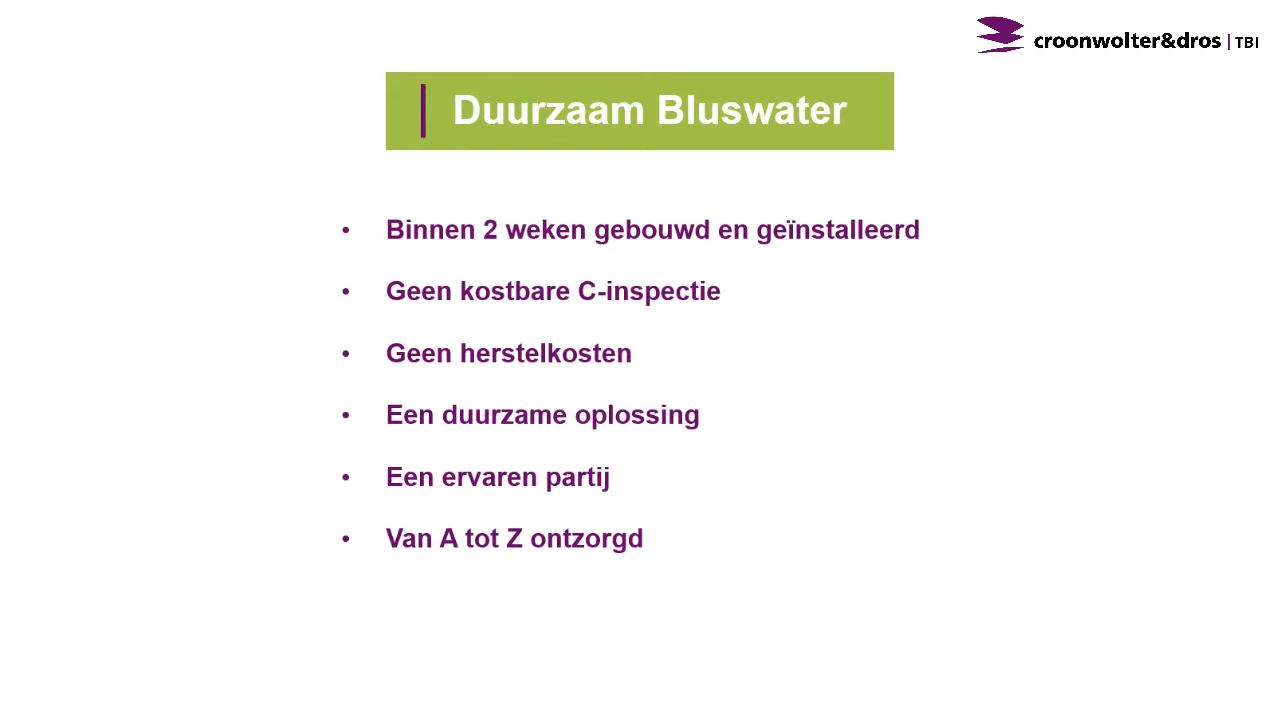 croonwolter&dros | TBI
Duurzaam Bluswater
• Binnen 2 weken gebouwd en geïnstalleerd
• Geen kostbare C-inspectie
• Geen herstelkosten
• Een duurzame oplossing
• Een ervaren partij
• Van A tot Z ontzorgd